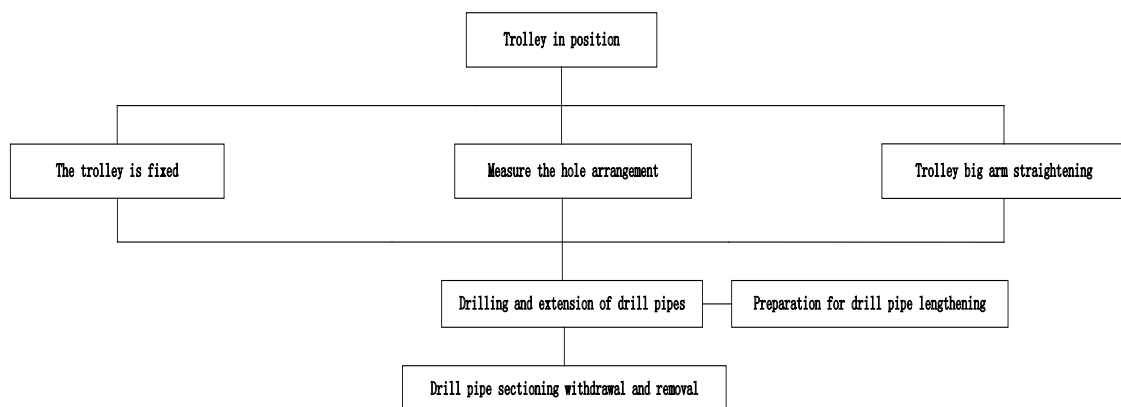 Trolley in position
The trolley is fixed
Measure the hole arrangement
Trolley big arm straightening
Drilling and extension of drill pipes
Preparation for drill pipe lengthening
Drill pipe sectioning withdrawal and removal